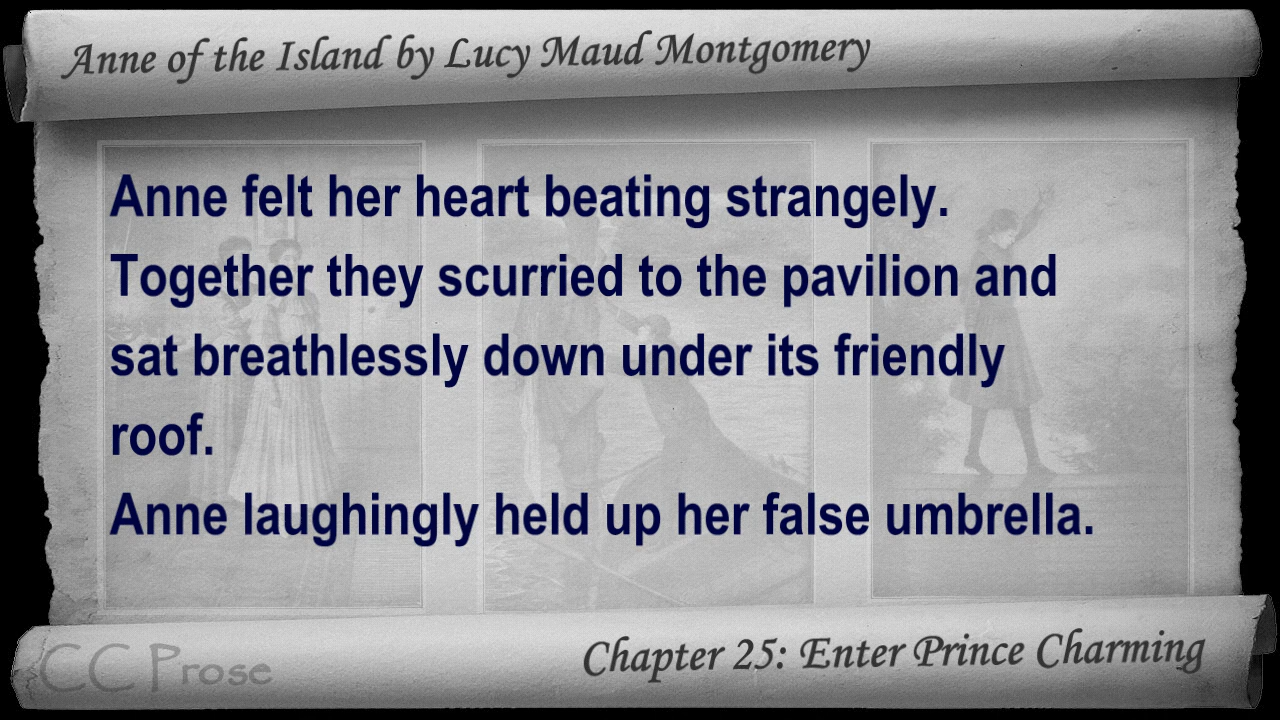 Anne of the Island by Lucy Maud Montgomery
Anne felt her heart beating strangely.
Together they scurried to the pavilion and
sat breathlessly down under its friendly
roof.
Anne laughingly held up her false umbrella.
CC Prose
Chapter 25: Enter Prince Charming